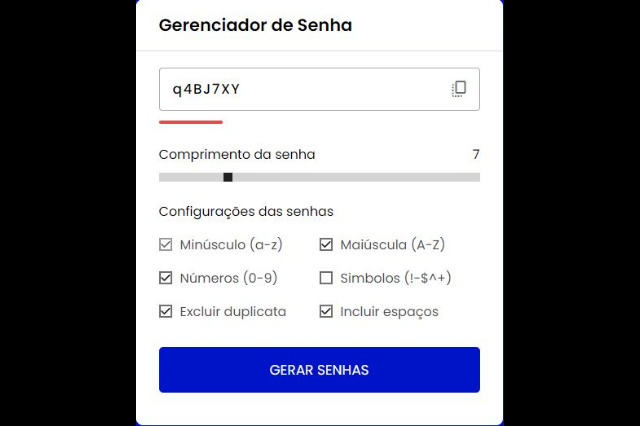 Gerenciador de Senha
q4BJ7XY
Comprimento da senha 7
Configurações das senhas
Minúsculo (a-z) Maiúscula (A-Z)
Números (0-9) Simbolos (!-$^+)
Excluir duplicata Incluir espaços
GERAR SENHAS